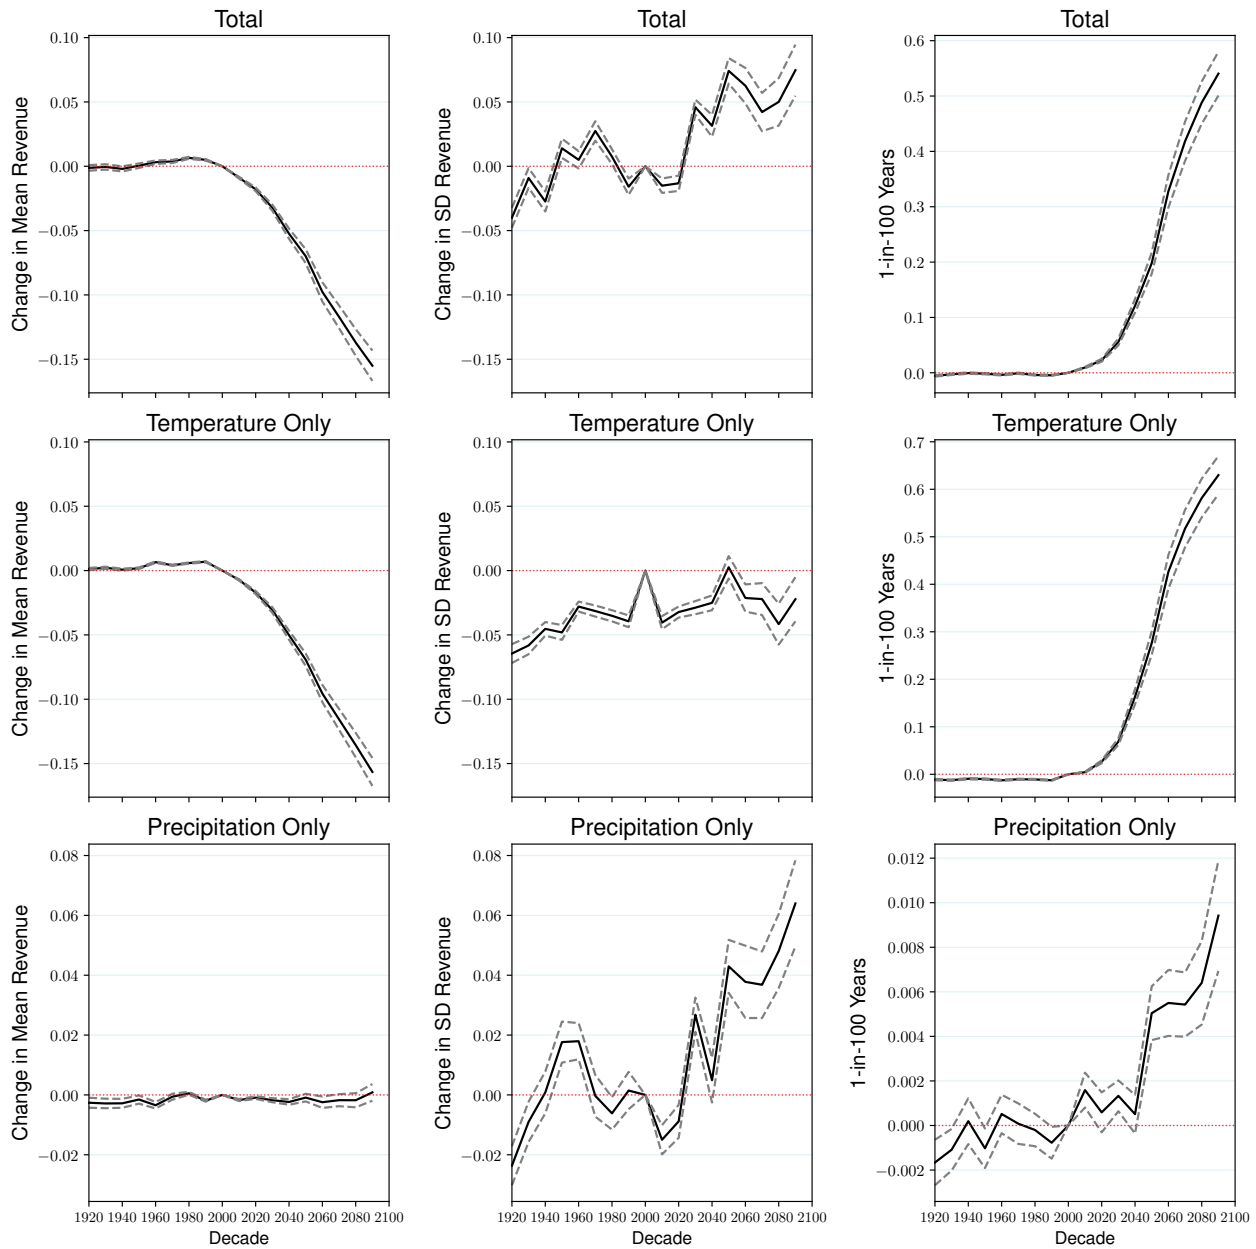 Total
Total
Total
Change in Mean Revenue
0.10
0.05
0.00
−0.05
−0.10
−0.15
Change in SD Revenue
0.10
0.05
0.00
−0.05
−0.10
−0.15
1-in-100 Years
0.6
0.5
0.4
0.3
0.2
0.1
0.0
Temperature Only
Temperature Only
Temperature Only
Change in Mean Revenue
0.10
0.05
0.00
−0.05
−0.10
−0.15
Change in SD Revenue
0.10
0.05
0.00
−0.05
−0.10
−0.15
1-in-100 Years
0.7
0.6
0.5
0.4
0.3
0.2
0.1
0.0
Precipitation Only
Precipitation Only
Precipitation Only
Change in Mean Revenue
0.08
0.06
0.04
0.02
0.00
−0.02
Change in SD Revenue
0.08
0.06
0.04
0.02
0.00
−0.02
1-in-100 Years
0.012
0.010
0.008
0.006
0.004
0.002
0.000
−0.002
1920 1940 1960 1980 2000 2020 2040 2060 2080 2100
1920 1940 1960 1980 2000 2020 2040 2060 2080 2100
1920 1940 1960 1980 2000 2020 2040 2060 2080 2100
Decade
Decade
Decade